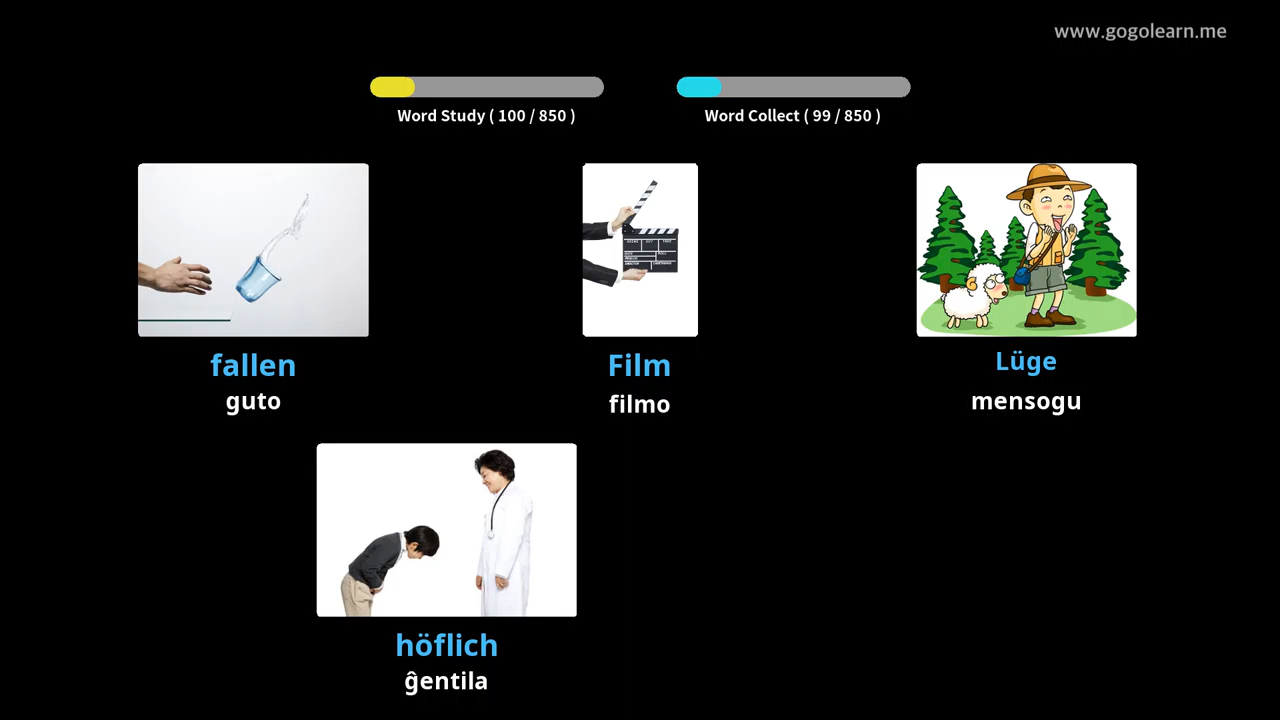 www.gogolearn.me
Word Study ( 100 / 850 )
Word Collect ( 99 / 850 )
fallen
guto
Film
filmo
Lüge
mensogu
höflich
ĝentila